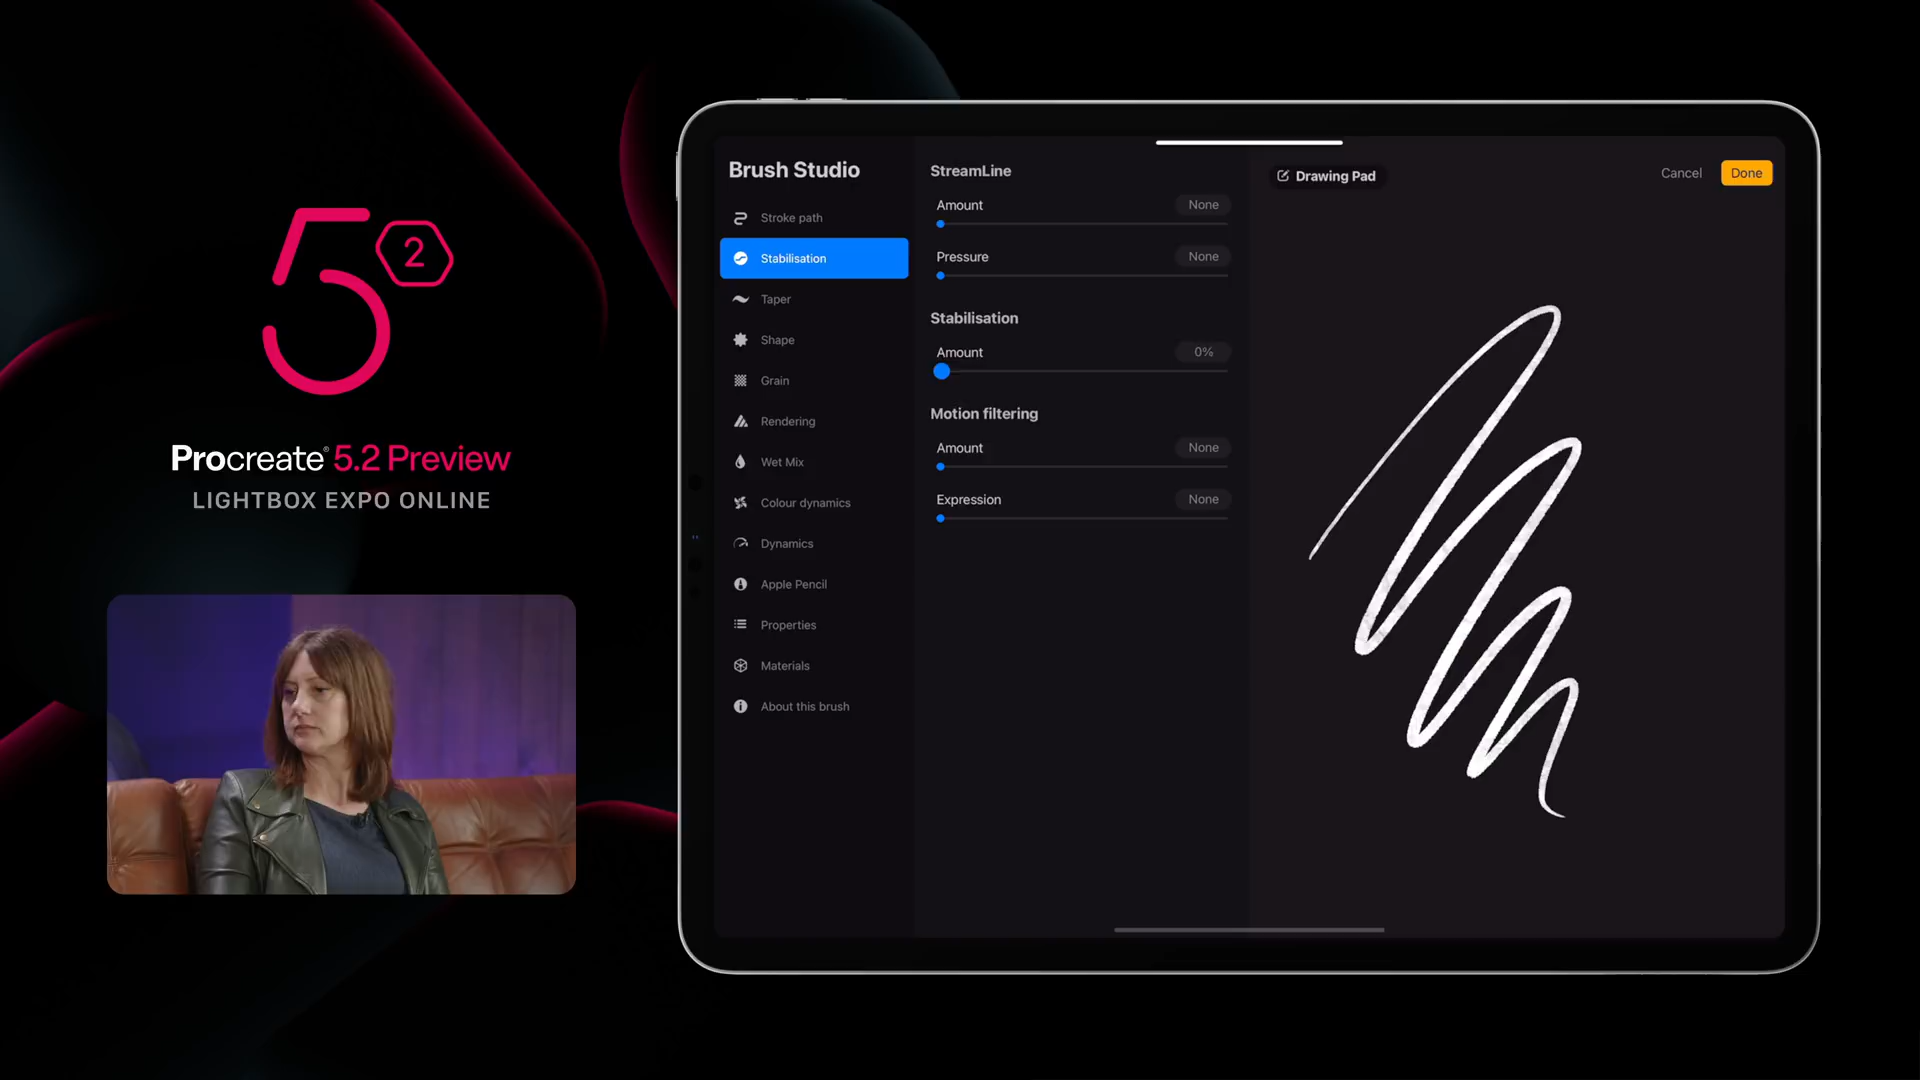 5 2
Procreate® 5.2 Preview
LIGHTBOX EXPO ONLINE
Brush Studio
Stroke path
Stabilisation
Taper
Shape
Grain
Rendering
Wet Mix
Colour dynamics
Dynamics
Apple Pencil
Properties
Materials
About this brush
StreamLine
Amount None
Pressure None
Stabilisation
Amount 0%
Motion filtering
Amount None
Expression None
Drawing Pad
Cancel
Done